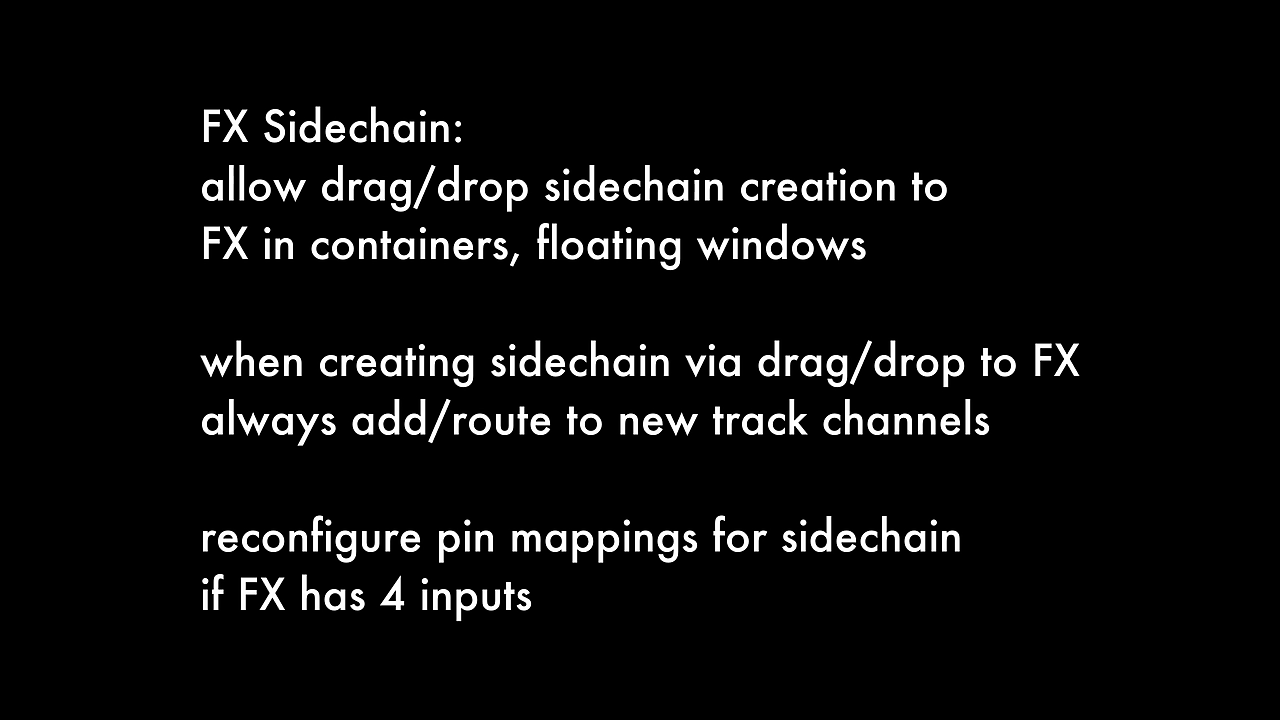 FX Sidechain:
allow drag/drop sidechain creation to
FX in containers, floating windows
when creating sidechain via drag/drop to FX
always add/route to new track channels
reconfigure pin mappings for sidechain
if FX has 4 inputs